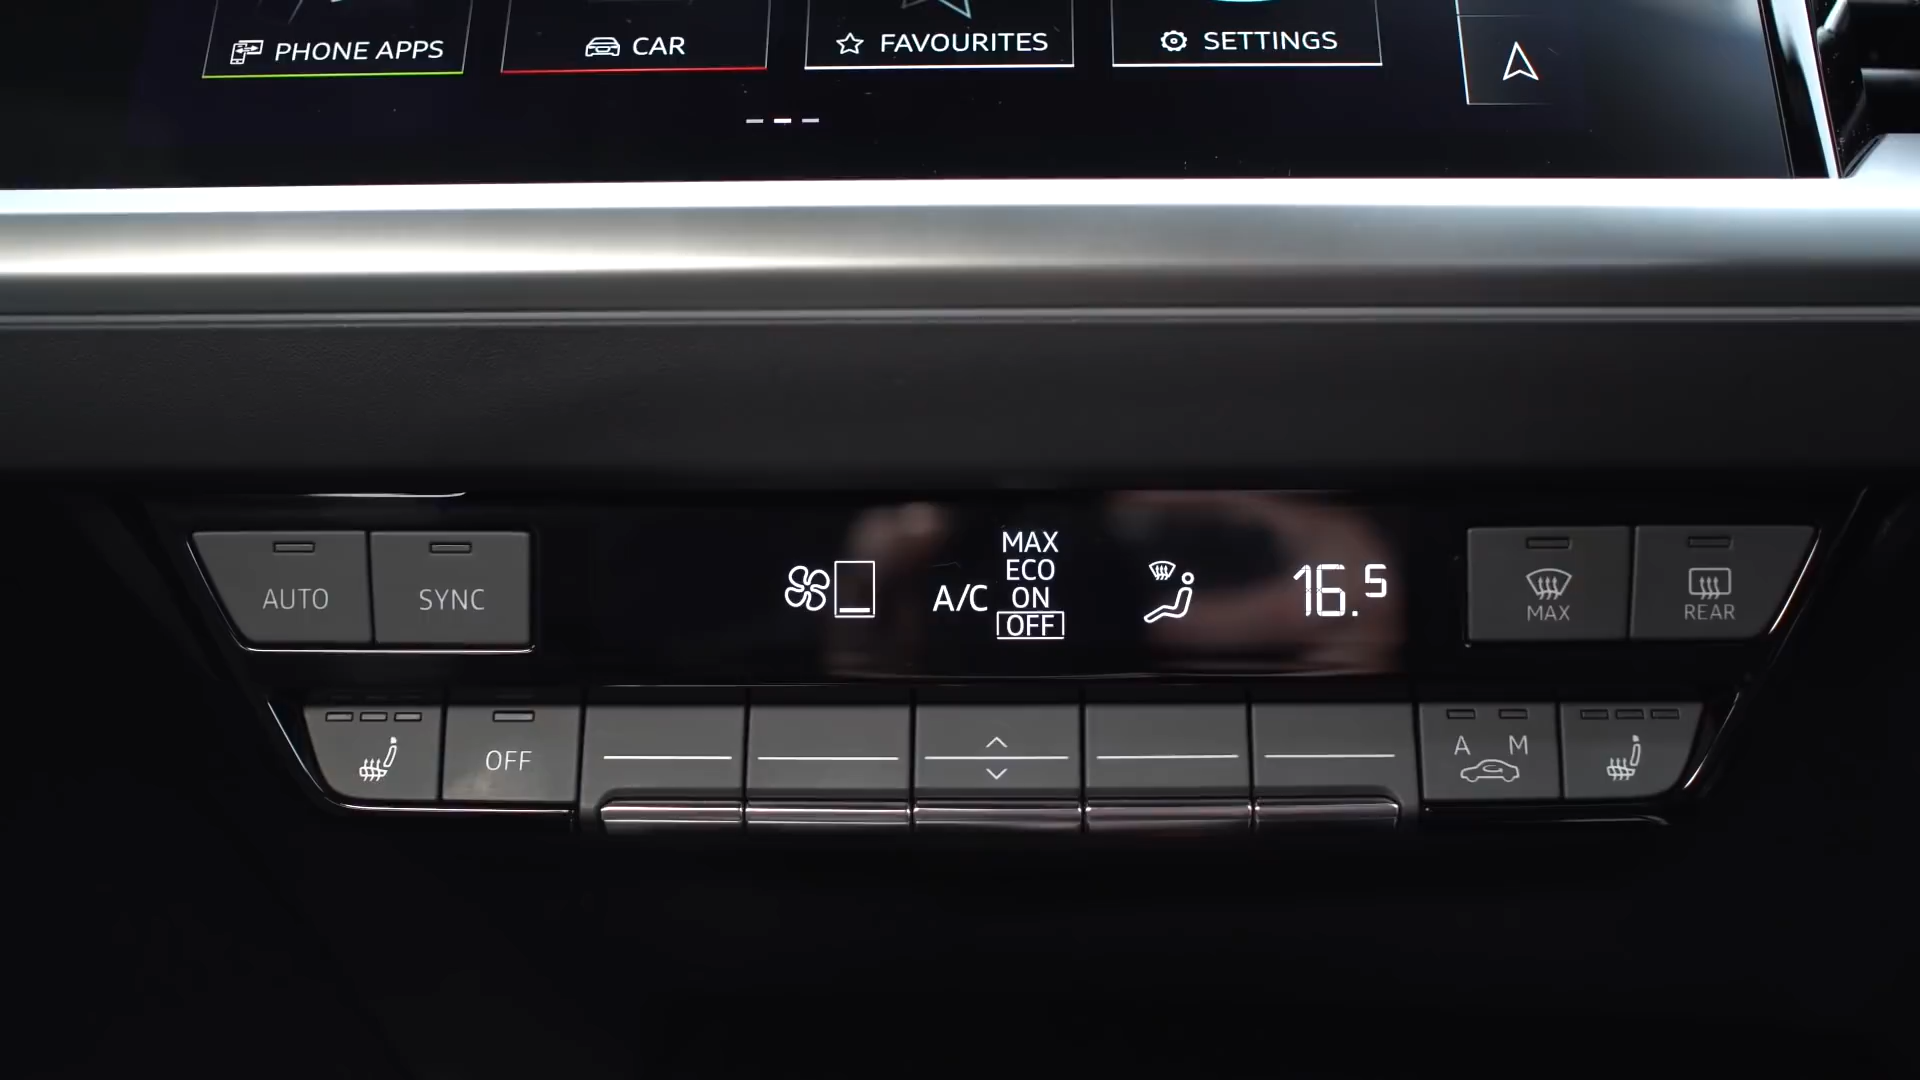 PHONE APPS
CAR
FAVOURITES
SETTINGS
AUTO
SYNC
A/C
MAX
ECO
ON
OFF
16.5
MAX
REAR
OFF
A M